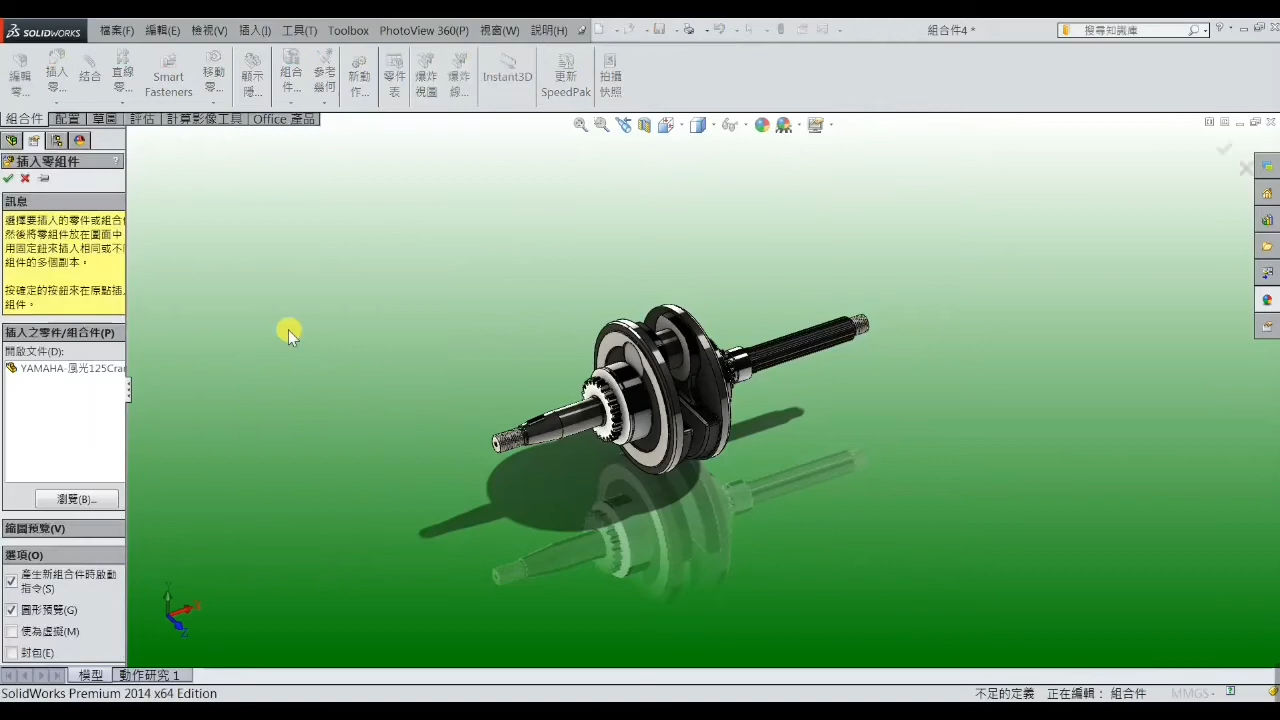 SOLIDWORKS 檔案(F) 編輯(E) 檢視(V) 插入(I) 工具(T) Toolbox PhotoView 360(P) 視窗(W) 說明(H) 組合件4 * 搜尋知識庫
編輯零... 插入零... 結合 直線零... Smart Fasteners 移動零... 顯示隱... 組合件... 參考幾何 新動作... 零件表 爆炸視圖 爆炸線... Instant3D 更新 SpeedPak 拍攝快照
組合件 配置 草圖 評估 計算影像工具 Office 產品
插入零組件
訊息
選擇要插入的零件或組合
然後將零組件放在圖面中
用固定鈕來插入相同或不
組件的多個副本。
按確定的按鈕來在原點插
組件。
插入之零件/組合件(P)
開啟文件(D):
YAMAHA-風光125Cra
瀏覽(B)...
縮圖預覽(V)
選項(O)
產生新組合件時啟動
指令(S)
圖形預覽(G)
使為虛擬(M)
封包(E)
模型 動作研究 1
SolidWorks Premium 2014 x64 Edition 不足的定義 正在編輯： 組合件 MMGS